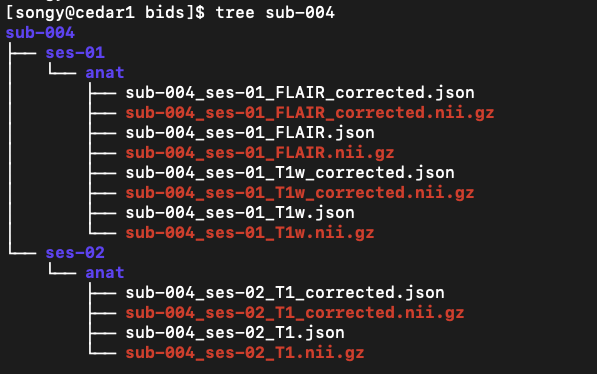 [songy@cedar1 bids]$ tree sub-004
sub-004
├── ses-01
│   └── anat
│       ├── sub-004_ses-01_FLAIR_corrected.json
│       ├── sub-004_ses-01_FLAIR_corrected.nii.gz
│       ├── sub-004_ses-01_FLAIR.json
│       ├── sub-004_ses-01_FLAIR.nii.gz
│       ├── sub-004_ses-01_T1w_corrected.json
│       ├── sub-004_ses-01_T1w_corrected.nii.gz
│       ├── sub-004_ses-01_T1w.json
│       └── sub-004_ses-01_T1w.nii.gz
└── ses-02
    └── anat
        ├── sub-004_ses-02_T1_corrected.json
        ├── sub-004_ses-02_T1_corrected.nii.gz
        ├── sub-004_ses-02_T1.json
        └── sub-004_ses-02_T1.nii.gz